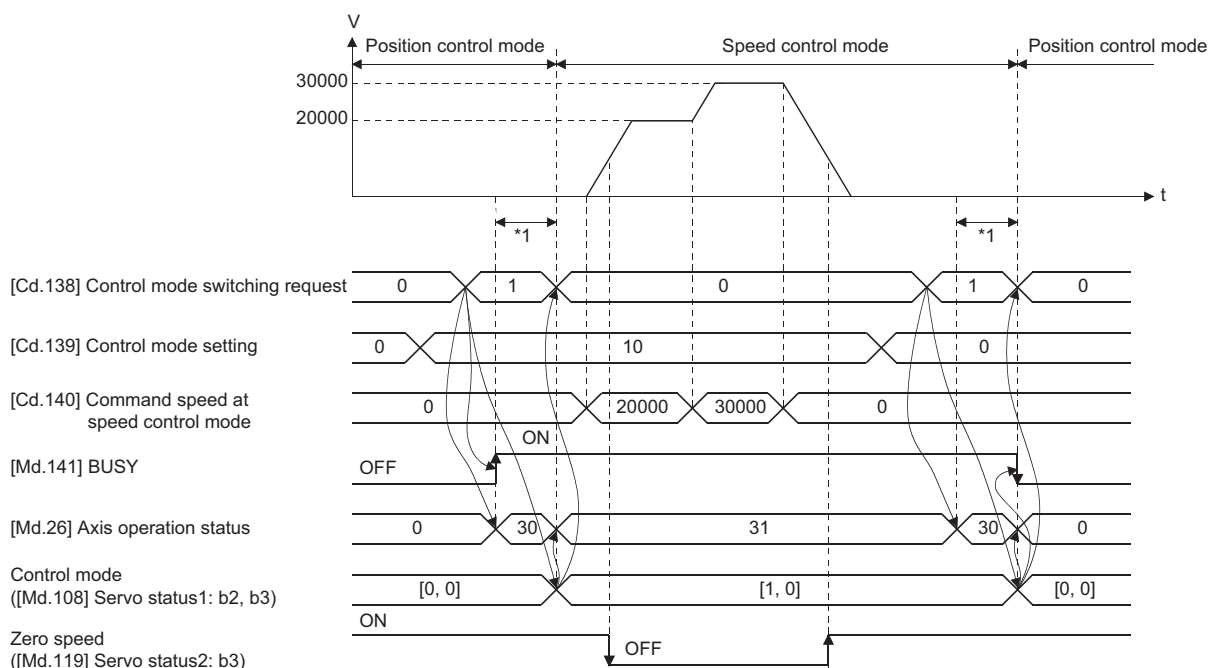 V
Position control mode Speed control mode Position control mode
30000
20000
t
*1 *1
[Cd.138] Control mode switching request 0 1 0 1 0
[Cd.139] Control mode setting 0 10 0
[Cd.140] Command speed at
speed control mode
0 20000 30000 0
ON
[Md.141] BUSY OFF
[Md.26] Axis operation status 0 30 31 30 0
Control mode
([Md.108] Servo status1: b2, b3)
[0, 0] [1, 0] [0, 0]
ON
Zero speed
([Md.119] Servo status2: b3)
OFF